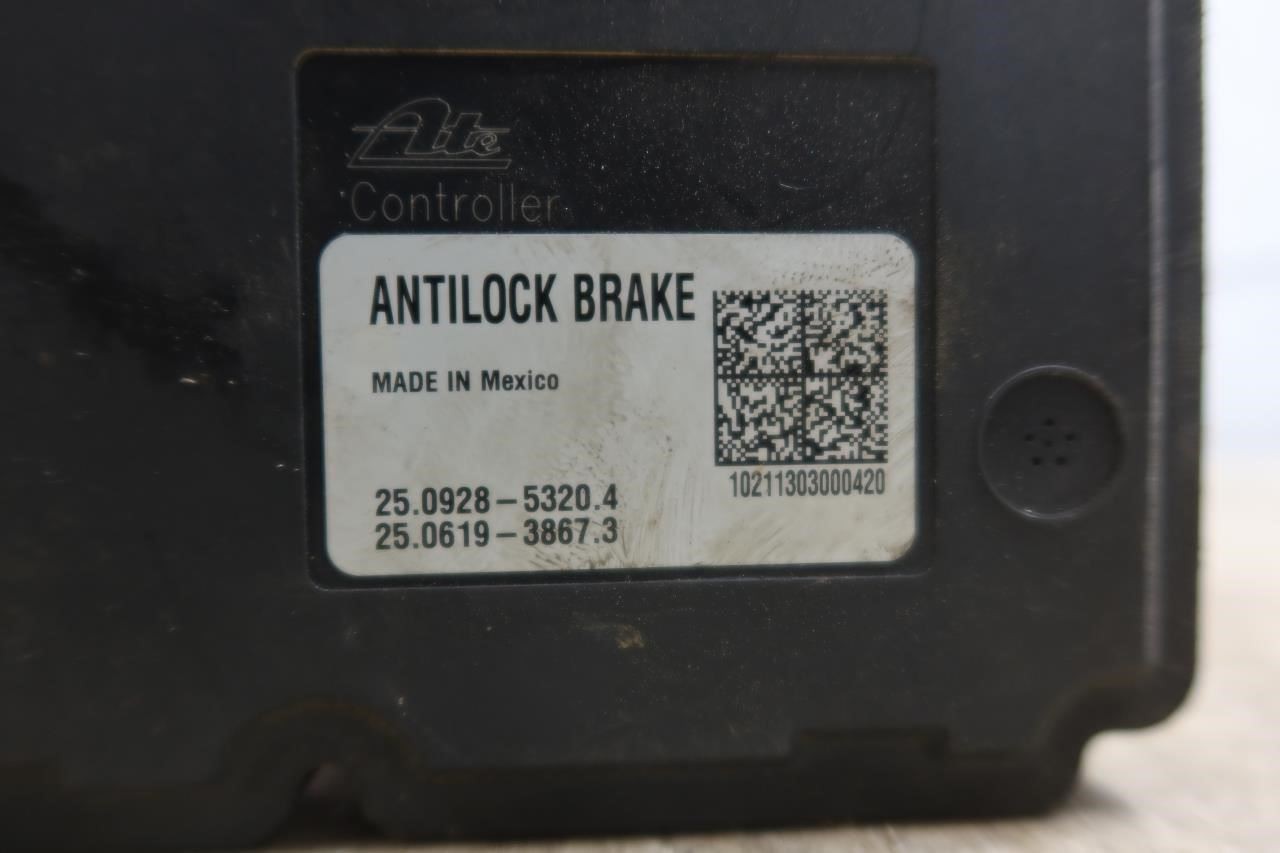 Ate
Controller
ANTILOCK BRAKE
MADE IN Mexico
10211303000420
25.0928-5320.4
25.0619-3867.3